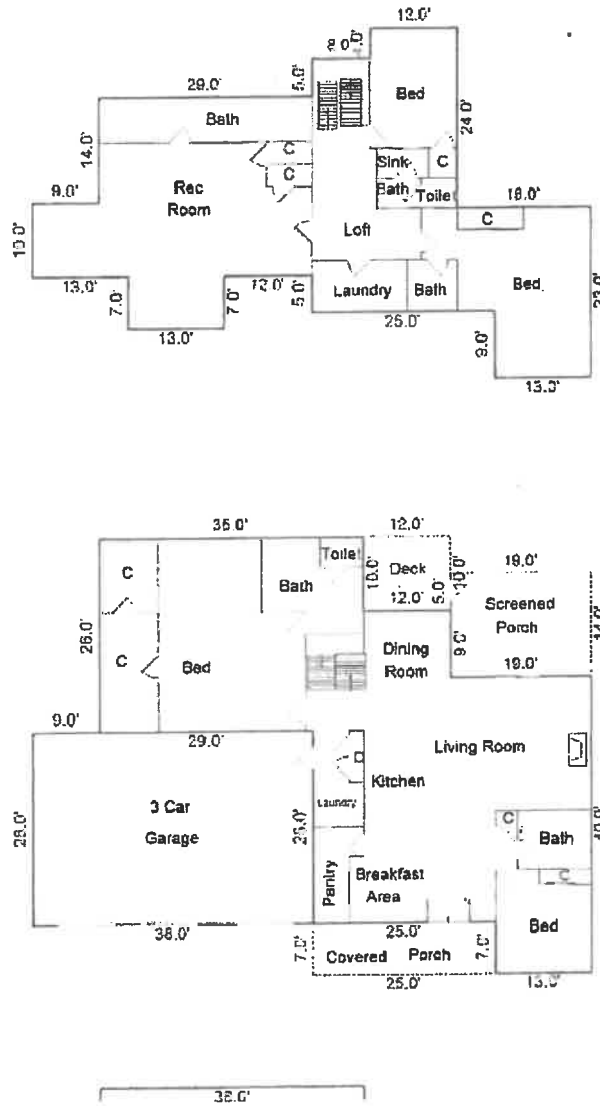 12.0'
8.0'
5.0'
29.0'
Bed
24.0'
Bath
14.0'
C
C
Sink
C
9.0'
Rec
Room
Bath
Toilet
18.0'
C
10.0'
Loft
13.0'
7.0'
7.0'
12.0'
5.0'
Laundry
Bath
Bed
23.0'
13.0'
25.0'
9.0'
13.0'
35.0'
12.0'
Toilet
C
Bath
10.0'
Deck
5.0'
10.0'
19.0'
12.0'
Screened
Porch
14.0'
26.0'
Dining
Room
9.0'
C
Bed
19.0'
9.0'
29.0'
Living Room
Kitchen
3 Car
Garage
28.0'
Laundry
26.0'
C
Bath
Pantry
Breakfast
Area
C
Bed
38.0'
25.0'
7.0'
Covered Porch
7.0'
25.0'
13.0'